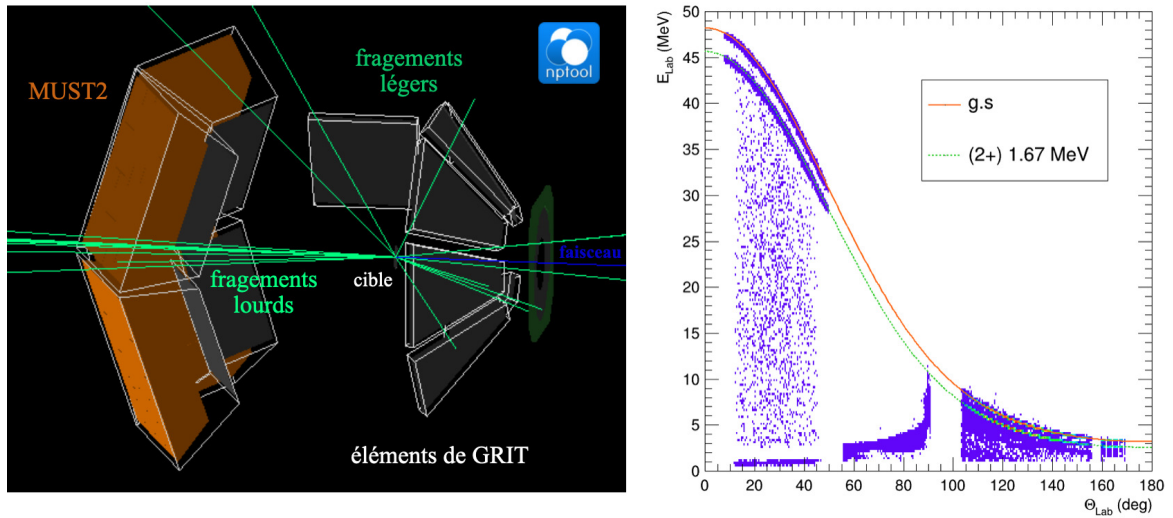 MUST2
fragements
légers
nptool
fragements
lourds
cible
faisceau
éléments de GRIT
E_Lab (MeV)
50
45
40
35
30
25
20
15
10
5
0
g.s
(2+) 1.67 MeV
0 20 40 60 80 100 120 140 160 180
Θ_Lab (deg)